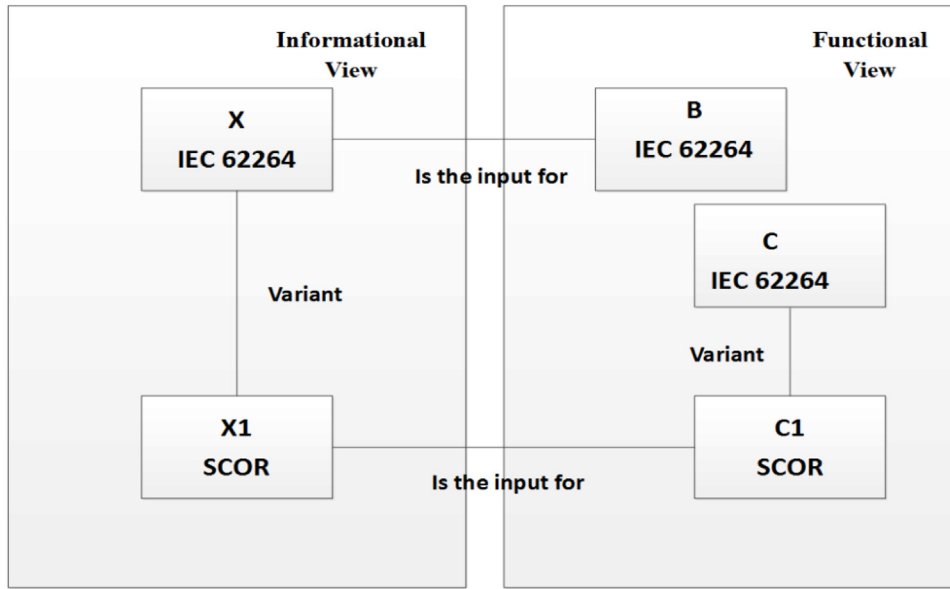 Informational
View
X
IEC 62264
Variant
X1
SCOR
Is the input for
Is the input for
Functional
View
B
IEC 62264
C
IEC 62264
Variant
C1
SCOR